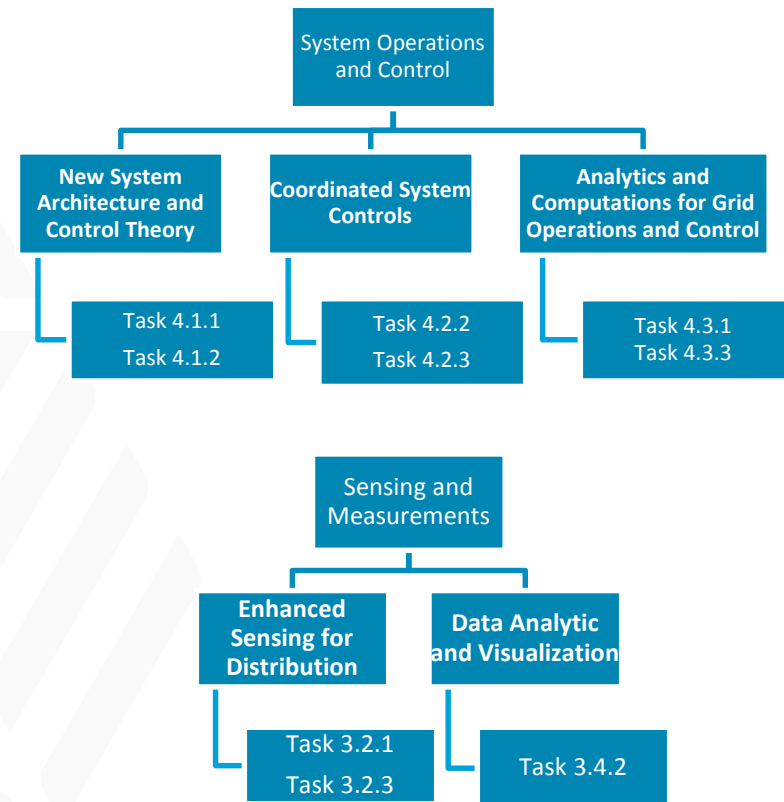 System Operations
and Control
New System
Architecture and
Control Theory
Coordinated System
Controls
Analytics and
Computations for Grid
Operations and Control
Task 4.1.1
Task 4.1.2
Task 4.2.2
Task 4.2.3
Task 4.3.1
Task 4.3.3
Sensing and
Measurements
Enhanced
Sensing for
Distribution
Data Analytic
and Visualization
Task 3.2.1
Task 3.2.3
Task 3.4.2